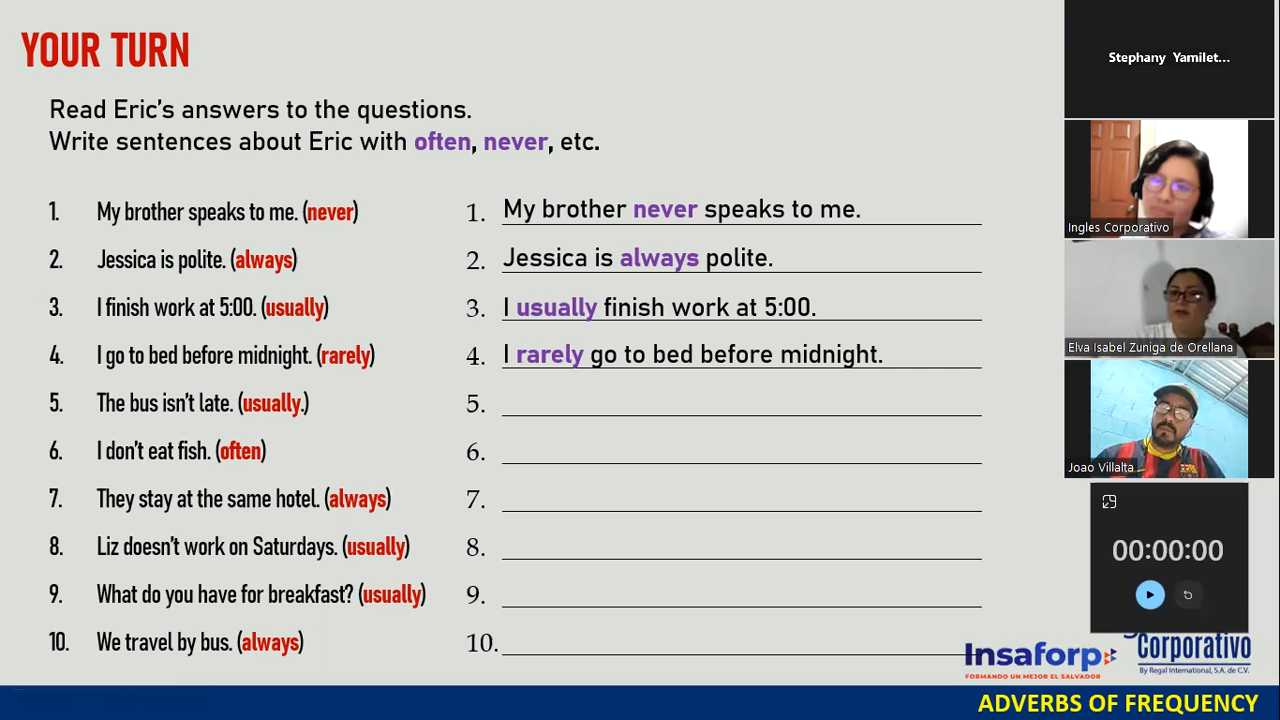 YOUR TURN
Read Eric's answers to the questions.
Write sentences about Eric with often, never, etc.
1. My brother speaks to me. (never)
2. Jessica is polite. (always)
3. I finish work at 5:00. (usually)
4. I go to bed before midnight. (rarely)
5. The bus isn't late. (usually.)
6. I don't eat fish. (often)
7. They stay at the same hotel. (always)
8. Liz doesn't work on Saturdays. (usually)
9. What do you have for breakfast? (usually)
10. We travel by bus. (always)
1. My brother never speaks to me.
2. Jessica is always polite.
3. I usually finish work at 5:00.
4. I rarely go to bed before midnight.
5.
6.
7.
8.
9.
10.
Stephany Yamilet...
Ingles Corporativo
Elva Isabel Zuniga de Orellana
Joao Villalta
00:00:00
Insaforp
FORMANDO UN MEJOR EL SALVADOR
Corporativo
By Regal International, S.A. de C.V.
ADVERBS OF FREQUENCY